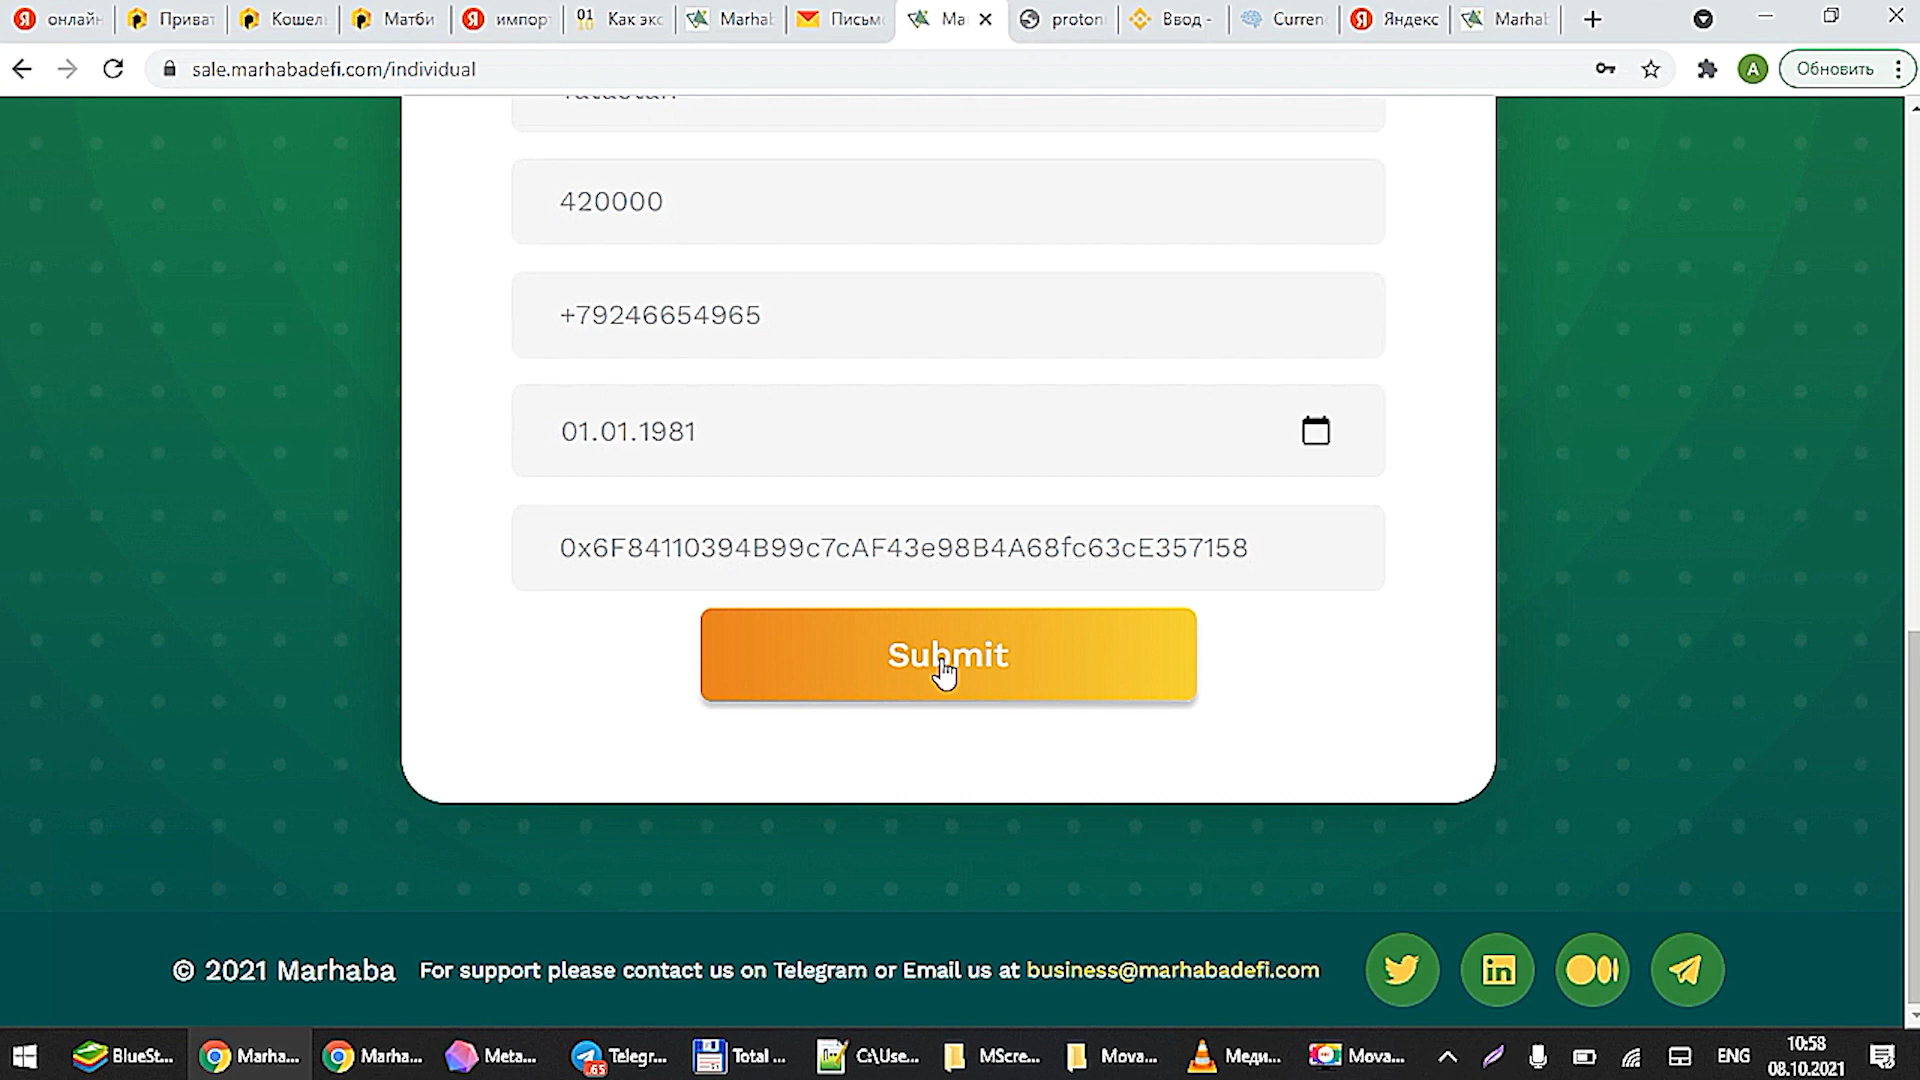 онлайн Приват Кошел Матби импор Как экс Marhab Письмо Ma proton Ввод - Curren Яндекс Marhab
sale.marhabadefi.com/individual
Обновить
420000
+79246654965
01.01.1981
0x6F84110394B99c7cAF43e98B4A68fc63cE357158
Submit
© 2021 Marhaba For support please contact us on Telegram or Email us at business@marhabadefi.com
BlueSt... Marha... Marha... Meta... Telegr... Total ... C:\Use... MScre... Mova... Меди... Mova... ENG 10:58
08.10.2021